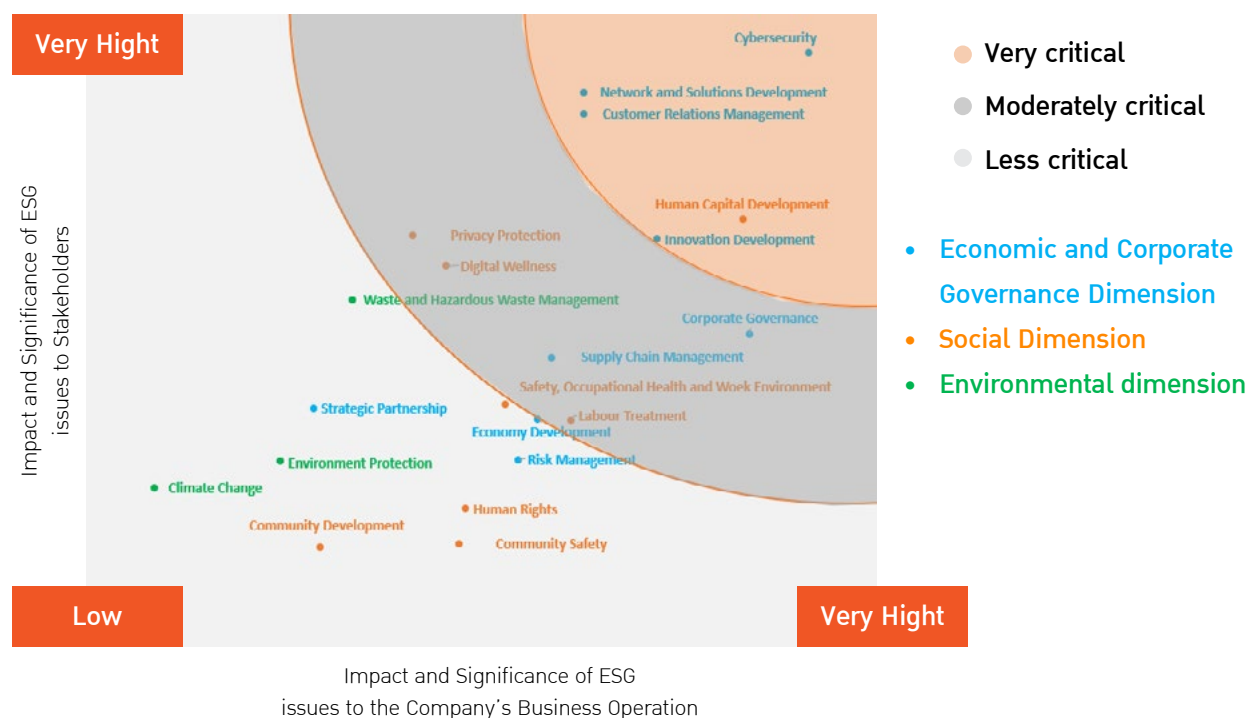 Very Hight
Cybersecurity
Network amd Solutions Development
Customer Relations Management
Human Capital Development
Innovation Development
Privacy Protection
Digital Wellness
Waste and Hazardous Waste Management
Corporate Governance
Supply Chain Management
Safety, Occupational Health and Woek Environment
Strategic Partnership
Labour Treatment
Economy Development
Environment Protection
Risk Management
Climate Change
Human Rights
Community Development
Community Safety
Low
Very Hight
Impact and Significance of ESG
issues to Stakeholders
Impact and Significance of ESG
issues to the Company's Business Operation
Very critical
Moderately critical
Less critical
• Economic and Corporate
Governance Dimension
• Social Dimension
• Environmental dimension